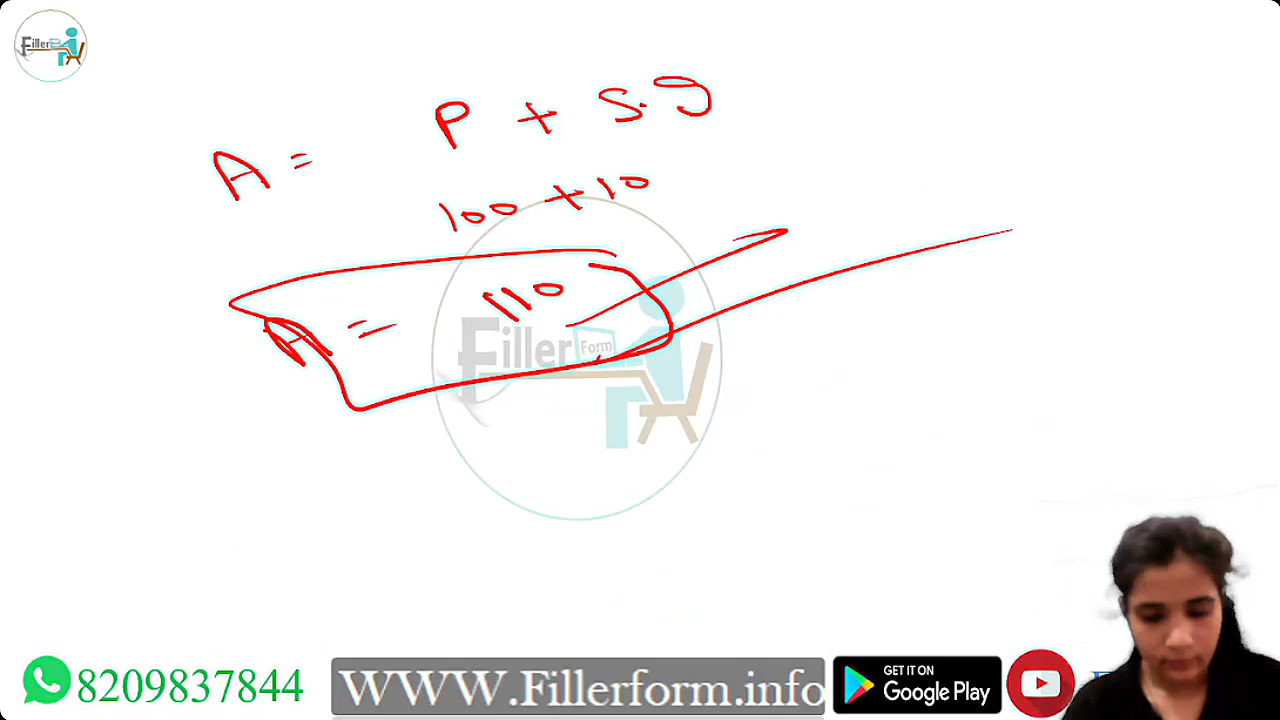 Filler
A = P + S.I
100 + 10
A = 110
Filler Form
8209837844
WWW.Fillerform.info
GET IT ON
Google Play